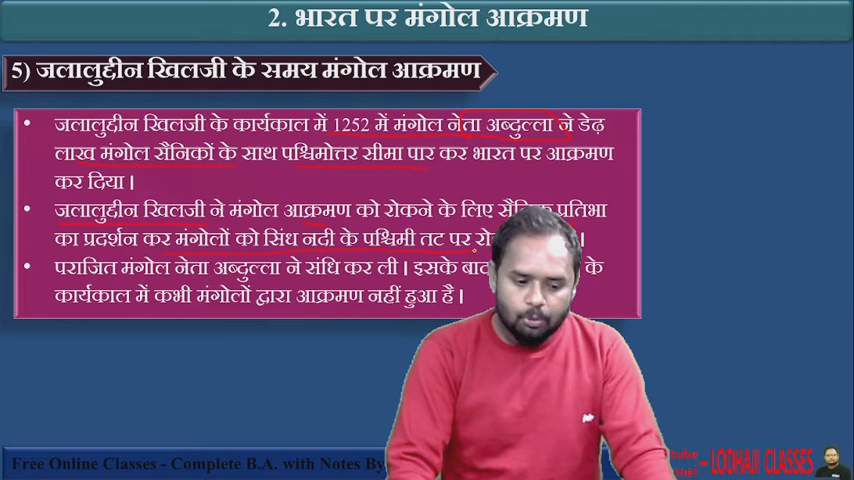 2. भारत पर मंगोल आक्रमण
5) जलालुद्दीन खिलजी के समय मंगोल आक्रमण
• जलालुद्दीन खिलजी के कार्यकाल में 1252 में मंगोल नेता अब्दुल्ला ने डेढ़
लाख मंगोल सैनिकों के साथ पश्चिमोत्तर सीमा पार कर भारत पर आक्रमण
कर दिया ।
• जलालुद्दीन खिलजी ने मंगोल आक्रमण को रोकने के लिए सैनिक प्रतिभा
का प्रदर्शन कर मंगोलों को सिंध नदी के पश्चिमी तट पर
• पराजित मंगोल नेता अब्दुल्ला ने संधि कर ली । इसके बाद के
कार्यकाल में कभी मंगोलों द्वारा आक्रमण नहीं हुआ है ।
Free Online Classes - Complete B.A. with Notes By
– LODHAJI CLASSES